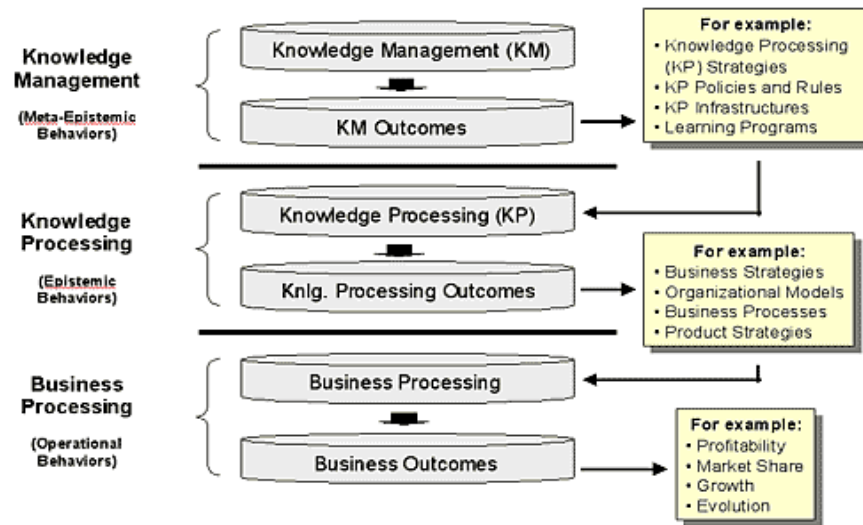 Knowledge
Management
(Meta-Epistemic
Behaviors)
Knowledge Management (KM)
KM Outcomes
For example:
• Knowledge Processing
(KP) Strategies
• KP Policies and Rules
• KP Infrastructures
• Learning Programs
Knowledge
Processing
(Epistemic
Behaviors)
Knowledge Processing (KP)
Knlg. Processing Outcomes
For example:
• Business Strategies
• Organizational Models
• Business Processes
• Product Strategies
Business
Processing
(Operational
Behaviors)
Business Processing
Business Outcomes
For example:
• Profitability
• Market Share
• Growth
• Evolution